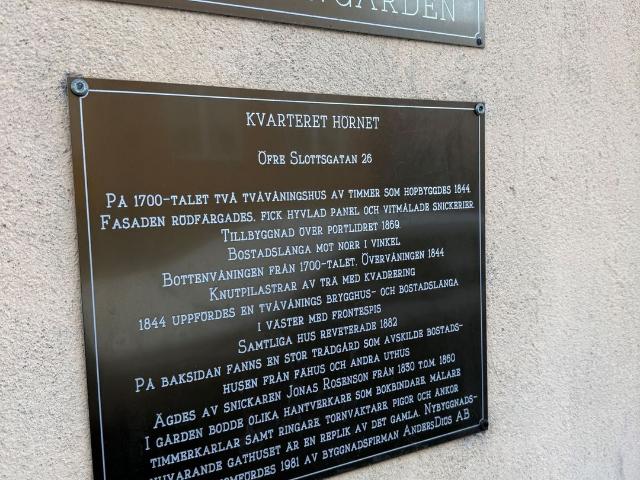 GÅRDEN
KVARTERET HÖRNET
ÖFRE SLOTTSGATAN 26
PÅ 1700-TALET TVÅ TVÅVÅNINGSHUS AV TIMMER SOM HOPBYGGDES 1844
FASADEN RÖDFÄRGADES, FICK HYVLAD PANEL OCH VITMÅLADE SNICKERIER
TILLBYGGNAD ÖVER PORTLIDRET 1869.
BOSTADSLÄNGA MOT NORR I VINKEL
BOTTENVÅNINGEN FRÅN 1700-TALET, ÖVERVÅNINGEN 1844
KNUTPILASTRAR AV TRÄ MED KVADRERING
1844 UPPFÖRDES EN TVÅVÅNINGS BRYGGHUS- OCH BOSTADSLÄNGA
I VÄSTER MED FRONTESPIS
SAMTLIGA HUS REVETERADE 1882
PÅ BAKSIDAN FANNS EN STOR TRÄDGÅRD SOM AVSKILDE BOSTADS-
HUSEN FRÅN FÄHUS OCH ANDRA UTHUS
ÄGDES AV SNICKAREN JONAS ROSENSON FRÅN 1830 T.O.M. 1860
I GÅRDEN BODDE OLIKA HANTVERKARE SOM BOKBINDARE MÅLARE
TIMMERKARLAR SAMT RINGARE TORNVÄKTARE PIGOR OCH ÄNKOR
NUVARANDE GATHUSET ÄR EN REPLIK AV DET GAMLA. NYBYGGNADS-
FÖRDES 1981 AV BYGGNADSFIRMAN ANDERS DIÖS AB